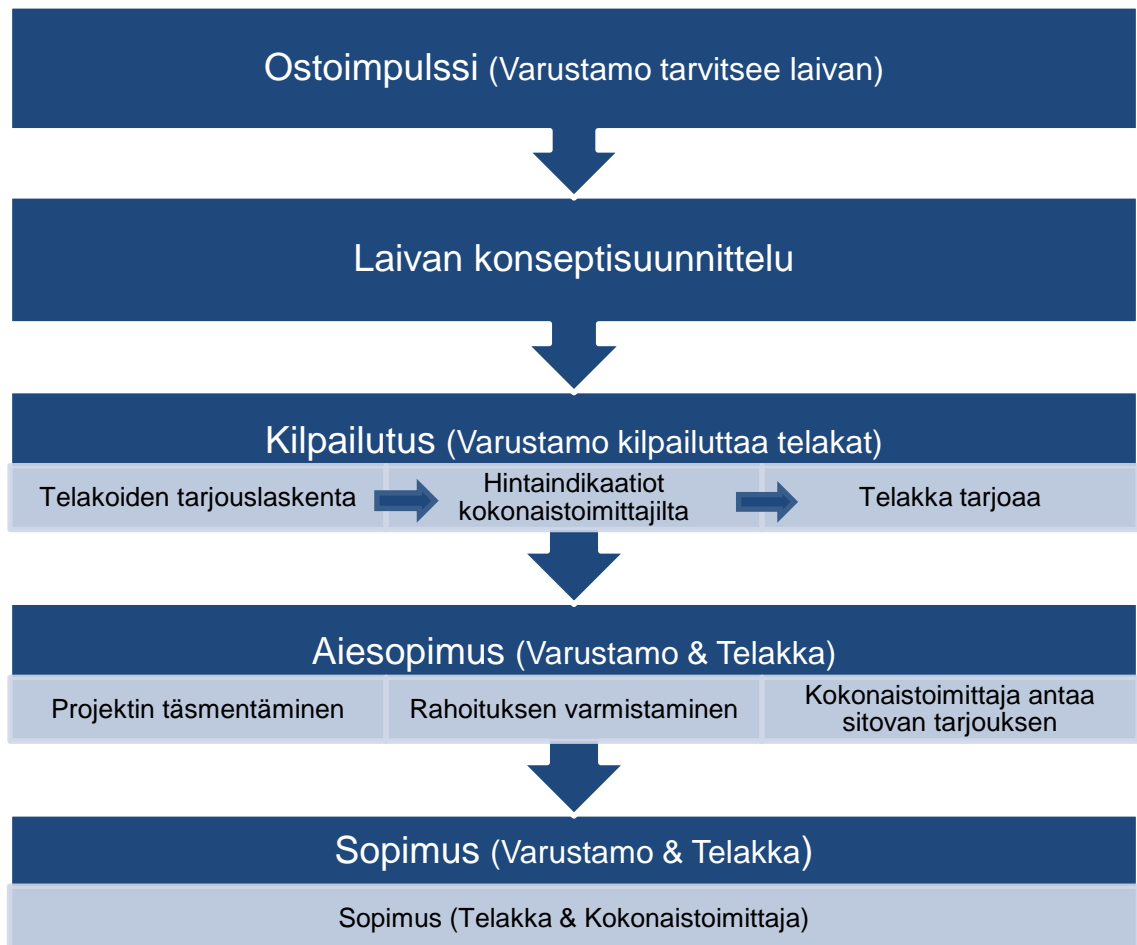 Ostoimpulssi (Varustamo tarvitsee laivan)
Laivan konseptisuunnittelu
Kilpailutus (Varustamo kilpailuttaa telakat)
Telakoiden tarjouslaskenta
Hintaindikaatiot
kokonaistoimittajilta
Telakka tarjoaa
Aiesopimus (Varustamo & Telakka)
Projektin täsmentäminen
Rahoituksen varmistaminen
Kokonaistoimittaja antaa
sitovan tarjouksen
Sopimus (Varustamo & Telakka)
Sopimus (Telakka & Kokonaistoimittaja)